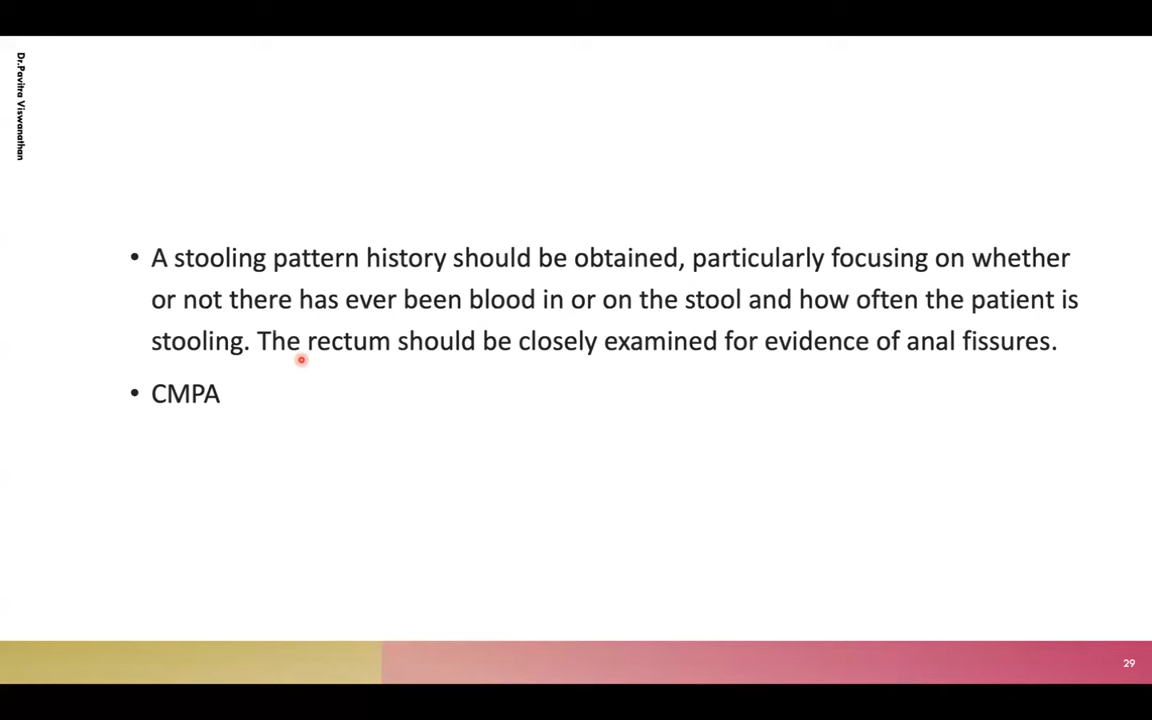 Dr.Pavitra Viswanathan
• A stooling pattern history should be obtained, particularly focusing on whether
or not there has ever been blood in or on the stool and how often the patient is
stooling. The rectum should be closely examined for evidence of anal fissures.
• CMPA
29